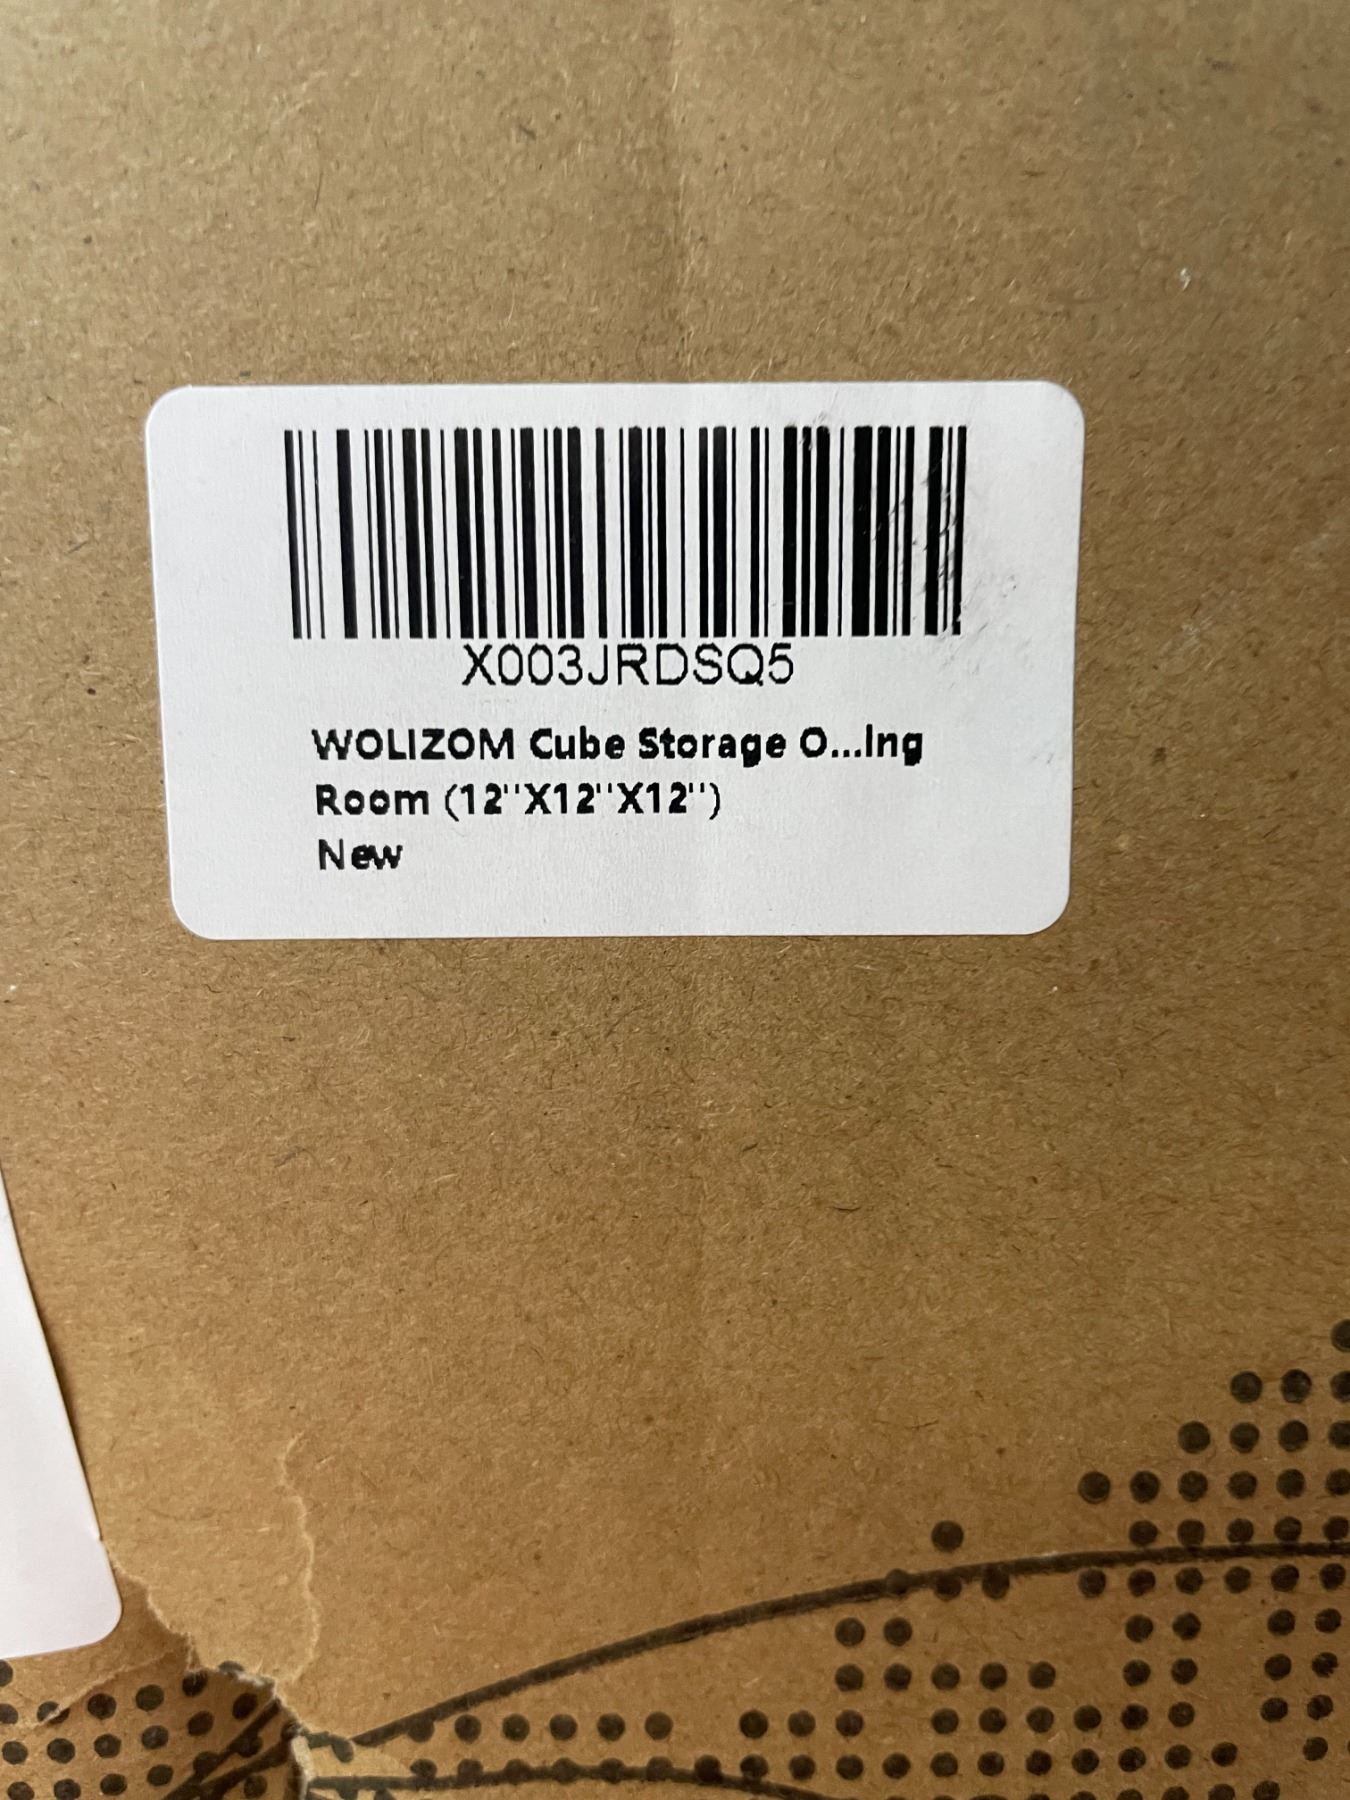 X003JRDSQ5
WOLIZOM Cube Storage O...ing
Room (12''X12''X12'')
New